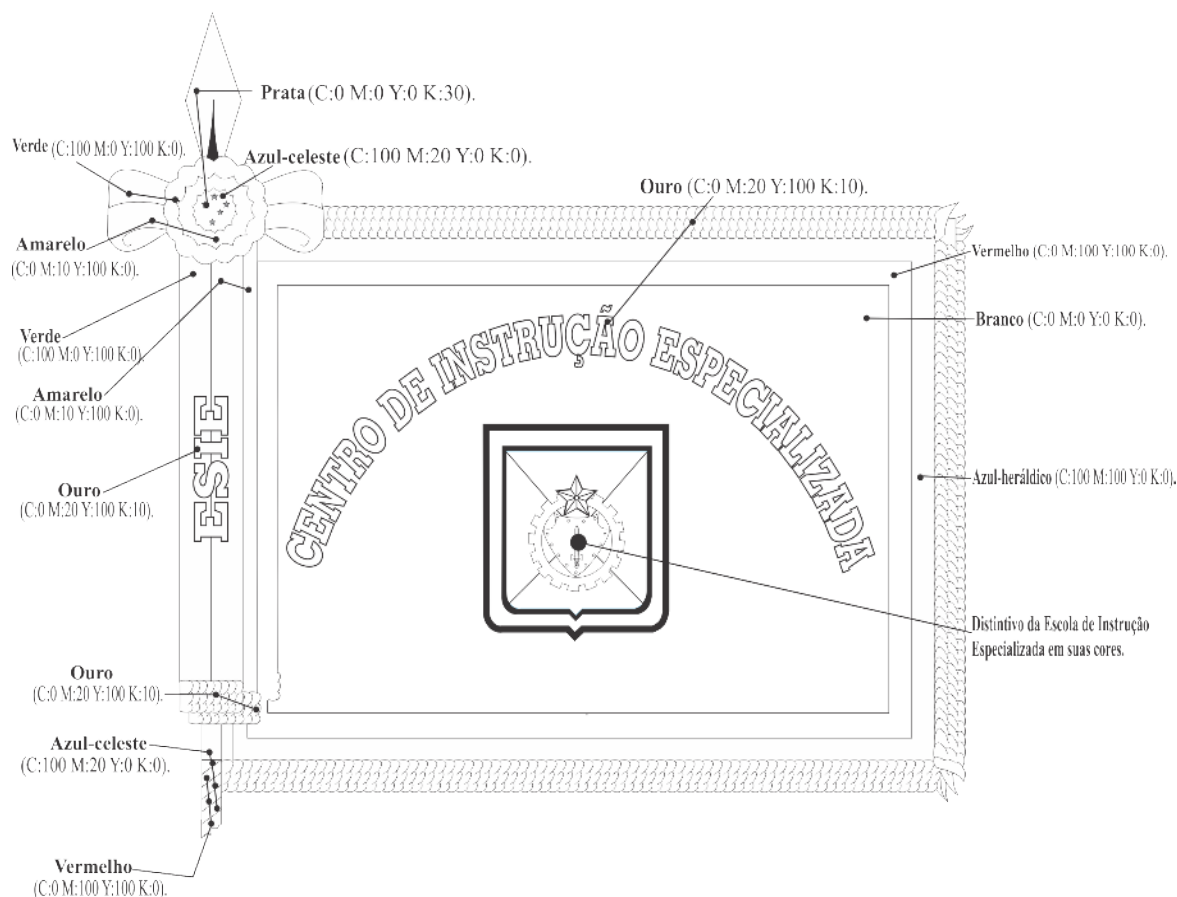 Prata (C:0 M:0 Y:0 K:30).
Verde (C:100 M:0 Y:100 K:0).
Azul-celeste (C:100 M:20 Y:0 K:0).
Ouro (C:0 M:20 Y:100 K:10).
Amarelo
(C:0 M:10 Y:100 K:0).
Vermelho (C:0 M:100 Y:100 K:0).
Verde
(C:100 M:0 Y:100 K:0).
Branco (C:0 M:0 Y:0 K:0).
Amarelo
(C:0 M:10 Y:100 K:0).
CENTRO DE INSTRUÇÃO ESPECIALIZADA
ESIE
Ouro
(C:0 M:20 Y:100 K:10).
Azul-heráldico (C:100 M:100 Y:0 K:0).
Distintivo da Escola de Instrução
Especializada em suas cores.
Ouro
(C:0 M:20 Y:100 K:10).
Azul-celeste
(C:100 M:20 Y:0 K:0).
Vermelho
(C:0 M:100 Y:100 K:0).